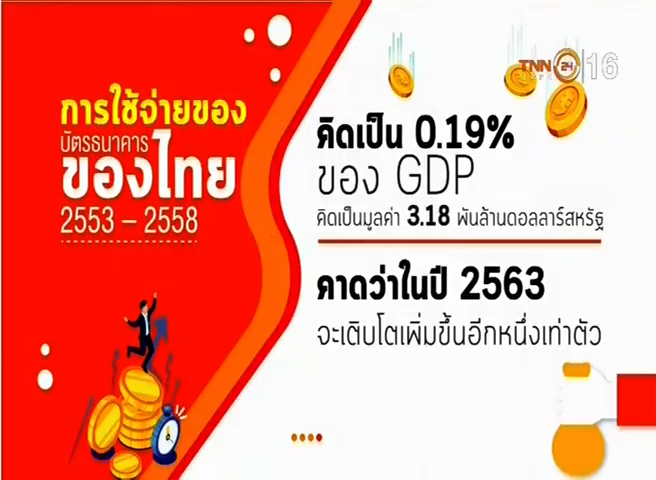 TNN 24 16
การใช้จ่ายของ
บัตรธนาคาร
ของไทย
2553 – 2558
คิดเป็น 0.19%
ของ GDP
คิดเป็นมูลค่า 3.18 พันล้านดอลลาร์สหรัฐ
คาดว่าในปี 2563
จะเติบโตเพิ่มขึ้นอีกหนึ่งเท่าตัว